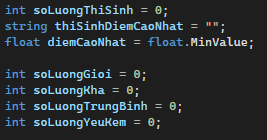 int soLuongThiSinh = 0;
string thiSinhDiemCaoNhat = "";
float diemCaoNhat = float.MinValue;

int soLuongGioi = 0;
int soLuongKha = 0;
int soLuongTrungBinh = 0;
int soLuongYeuKem = 0;